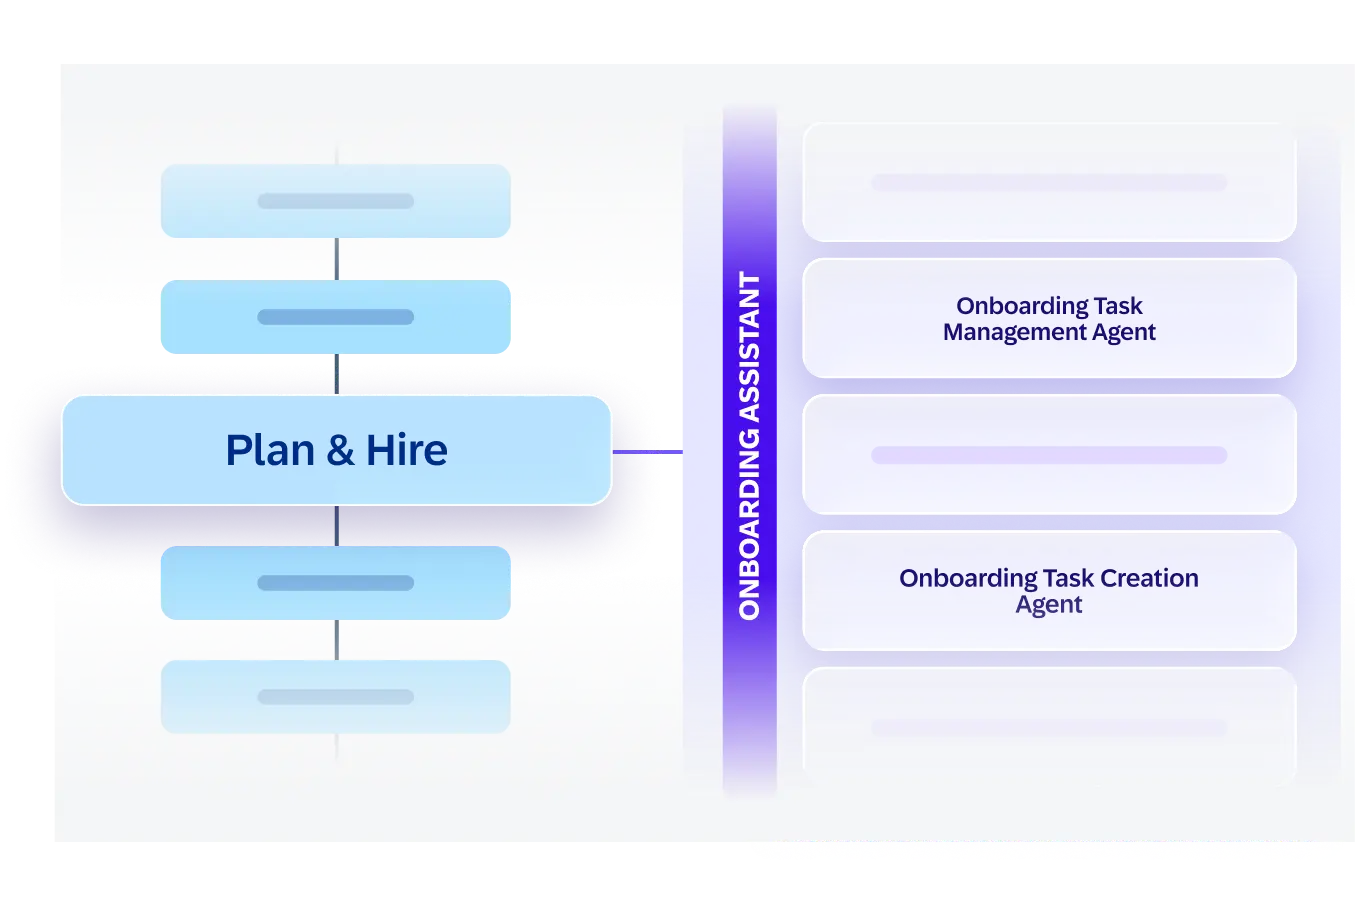 Plan & Hire
ONBOARDING ASSISTANT
Onboarding Task
Management Agent
Onboarding Task Creation
Agent